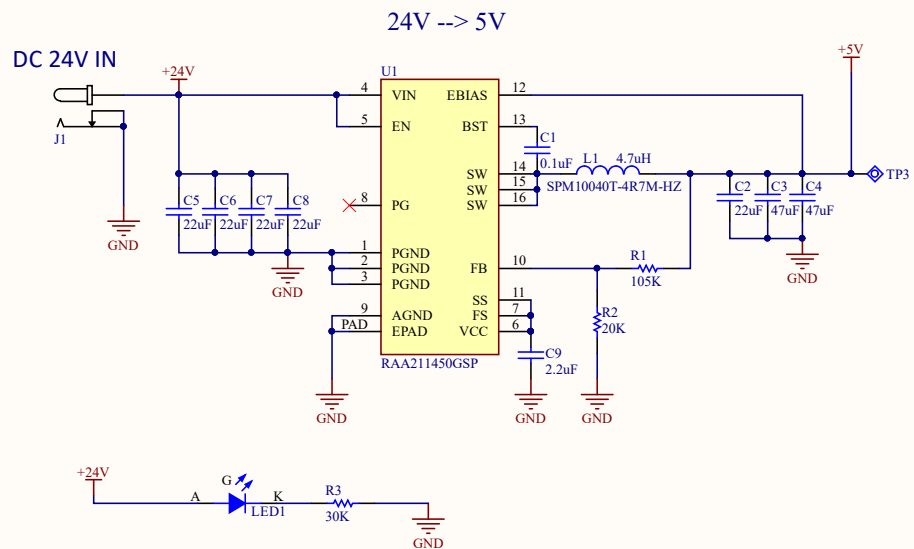 24V --> 5V
DC 24V IN
+24V
J1
U1
4 VIN
5 EN
8 PG
1 PGND
2 PGND
3 PGND
9 AGND
PAD EPAD
EBIAS 12
BST 13
SW 14
SW 15
SW 16
FB 10
SS 11
FS 7
VCC 6
RAA211450GSP
C5
22uF
C6
22uF
C7
22uF
C8
22uF
GND
GND
GND
C1
0.1uF
L1 4.7uH
SPM10040T-4R7M-HZ
+5V
TP3
C2
22uF
C3
47uF
C4
47uF
GND
R1
105K
R2
20K
GND
C9
2.2uF
GND
+24V
A
G
K
LED1
R3
30K
GND